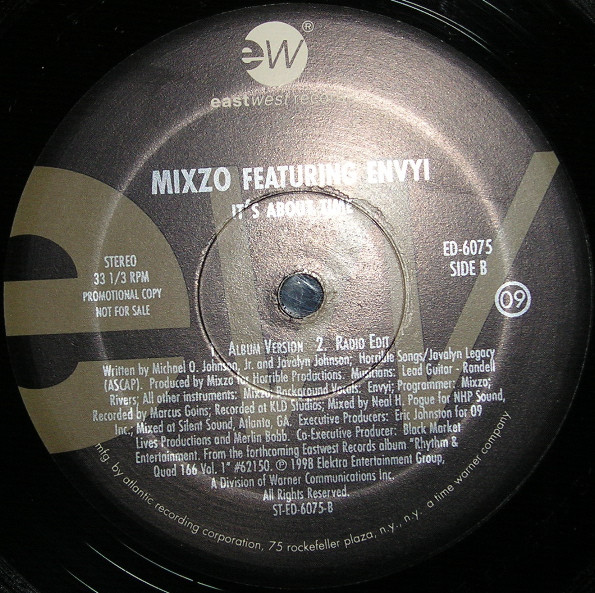 eW®
eastwest record
MIXZO FEATURING ENVYI
IT'S ABOUT TIME
STEREO
33 1/3 RPM
PROMOTIONAL COPY
NOT FOR SALE
ED-6075
SIDE B
09
ALBUM VERSION 2. RADIO EDIT
Written by Michael O. Johnson, Jr. and Javalyn Johnson; Horrible Songs/Javalyn Legacy
(ASCAP). Produced by Mixzo for Horrible Productions. Musicians: Lead Guitar - Randell
Rivers; All other instruments: Mixzo; Background Vocals: Envyi; Programmer: Mixzo;
Recorded by Marcus Goins; Recorded at KLD Studios; Mixed by Neal H. Pogue for NHP Sound,
Inc.; Mixed at Silent Sound, Atlanta, GA. Executive Producers: Eric Johnston for 09
Lives Productions and Merlin Bobb. Co-Executive Producer: Black Market
Entertainment. From the forthcoming Eastwest Records album "Rhythm &
Quad 166 Vol. 1" #62150. ℗ 1998 Elektra Entertainment Group,
A Division of Warner Communications Inc.
All Rights Reserved.
ST-ED-6075-B
mfg. by atlantic recording corporation, 75 rockefeller plaza, n.y., n.y. a time warner company
eW